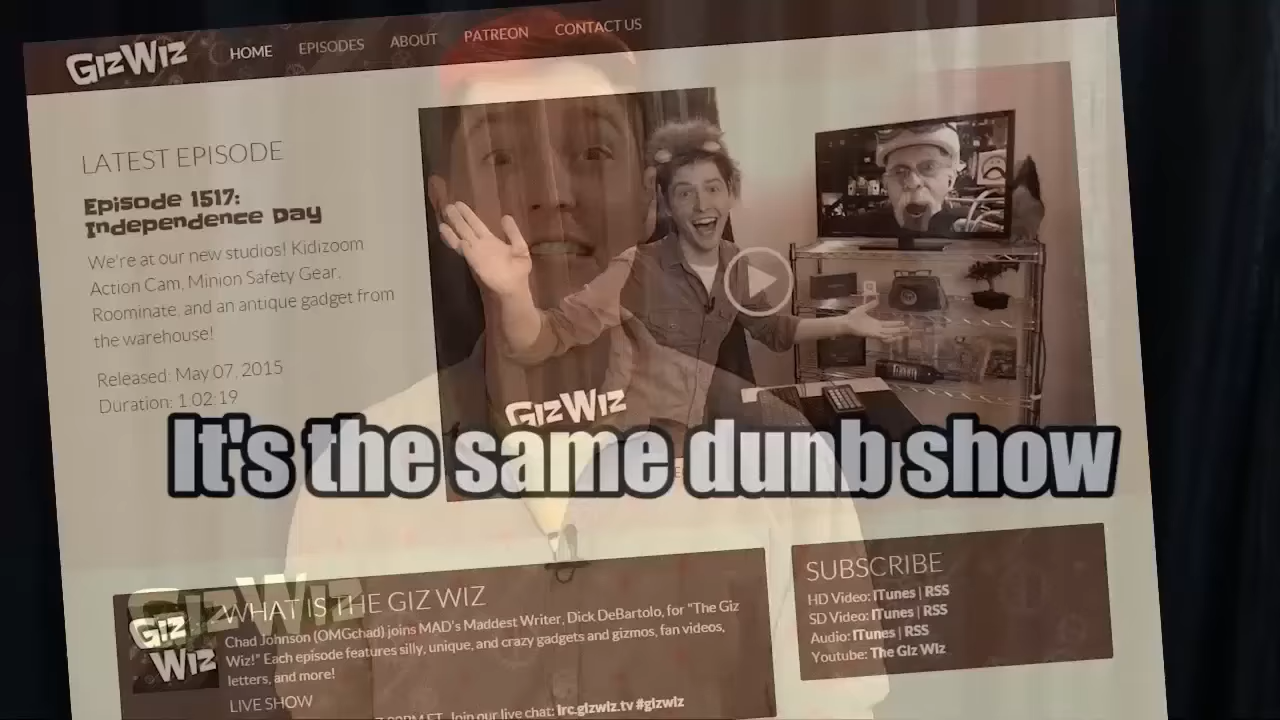 GIZWIZ
HOME EPISODES ABOUT PATREON CONTACT US
LATEST EPISODE
Episode 1517:
Independence Day
We're at our new studios! Kidizoom
Action Cam, Minion Safety Gear,
Roominate, and an antique gadget from
the warehouse!
Released: May 07, 2015
Duration: 1:02:19
GIZWIZ
It's the same dunb show
GIZWIZ
GIZ
WIZ
WHAT IS THE GIZ WIZ
Chad Johnson (OMGchad) joins MAD's Maddest Writer, Dick DeBartolo, for "The Giz
Wiz!" Each episode features silly, unique, and crazy gadgets and gizmos, fan videos,
letters, and more!
LIVE SHOW
ET. Join our live chat: irc.gizwiz.tv #gizwiz
SUBSCRIBE
HD Video: iTunes | RSS
SD Video: iTunes | RSS
Audio: iTunes | RSS
Youtube: The Giz Wiz